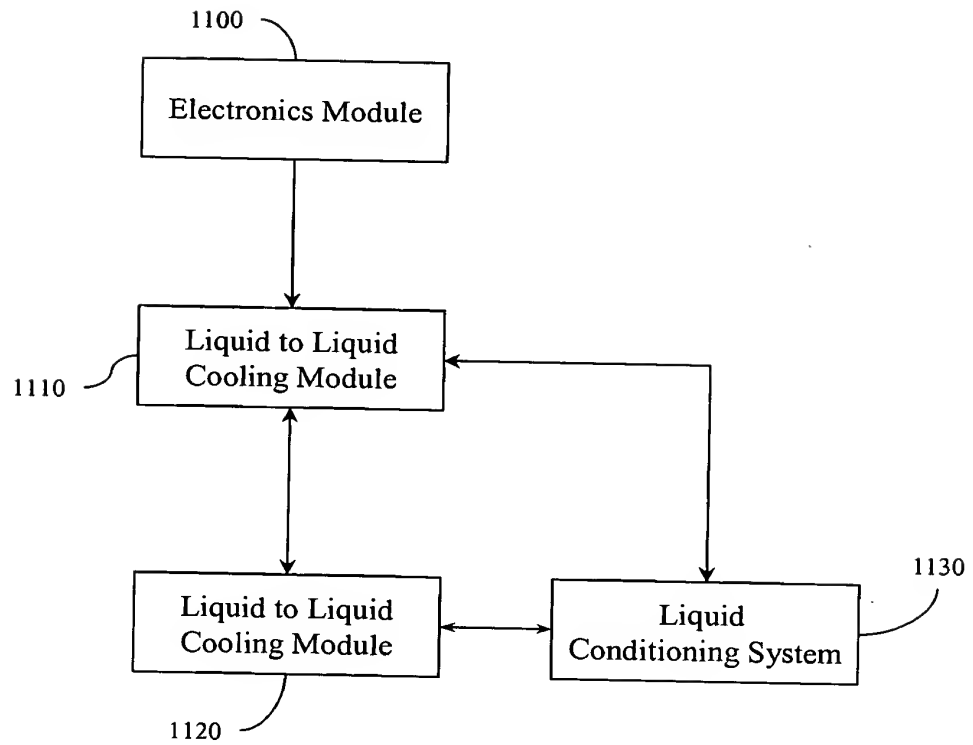 1100
Electronics Module
Liquid to Liquid
Cooling Module
1110
Liquid to Liquid
Cooling Module
1120
Liquid
Conditioning System
1130